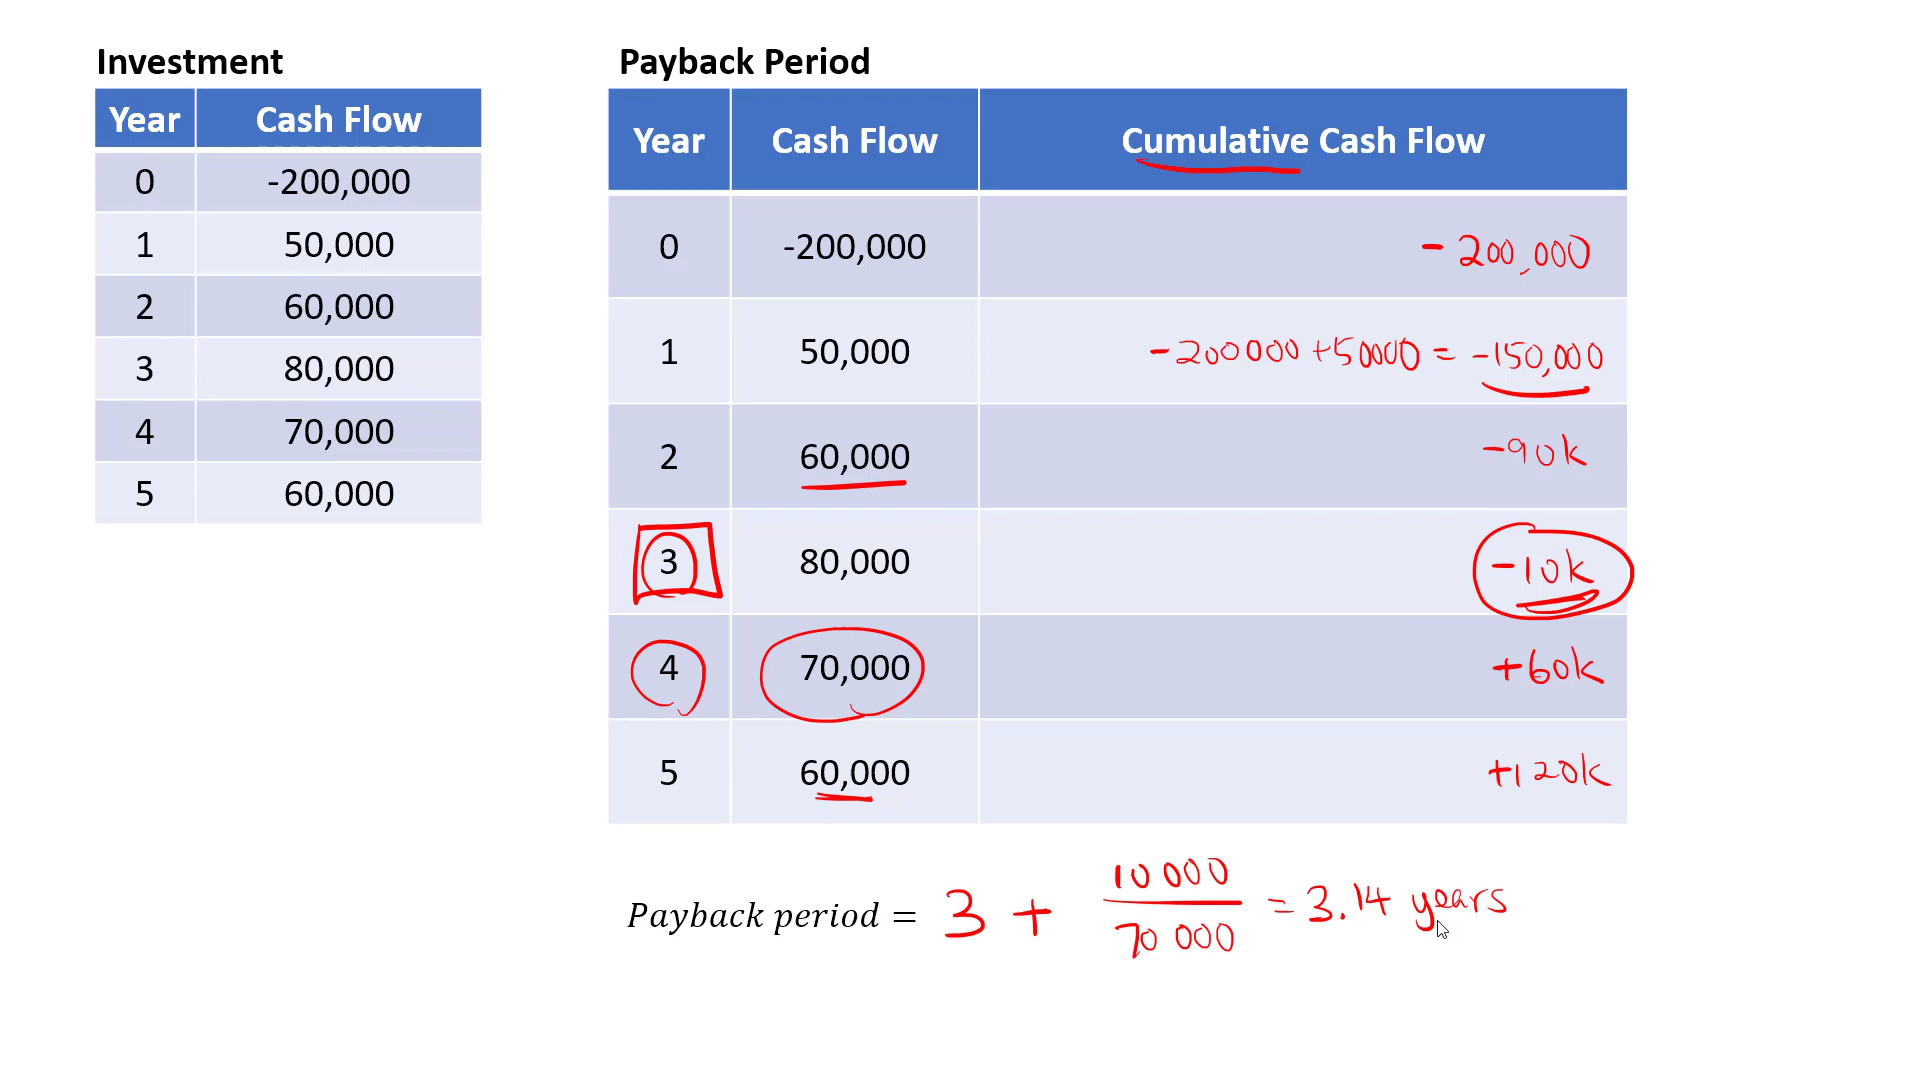 Investment
Year Cash Flow
0 -200,000
1 50,000
2 60,000
3 80,000
4 70,000
5 60,000
Payback Period
Year Cash Flow Cumulative Cash Flow
0 -200,000 - 200,000
1 50,000 -200000 +50000 = -150,000
2 60,000 -90k
3 80,000 -10k
4 70,000 +60k
5 60,000 +120k
Payback period = 3 + 10 000 / 70 000 = 3.14 years